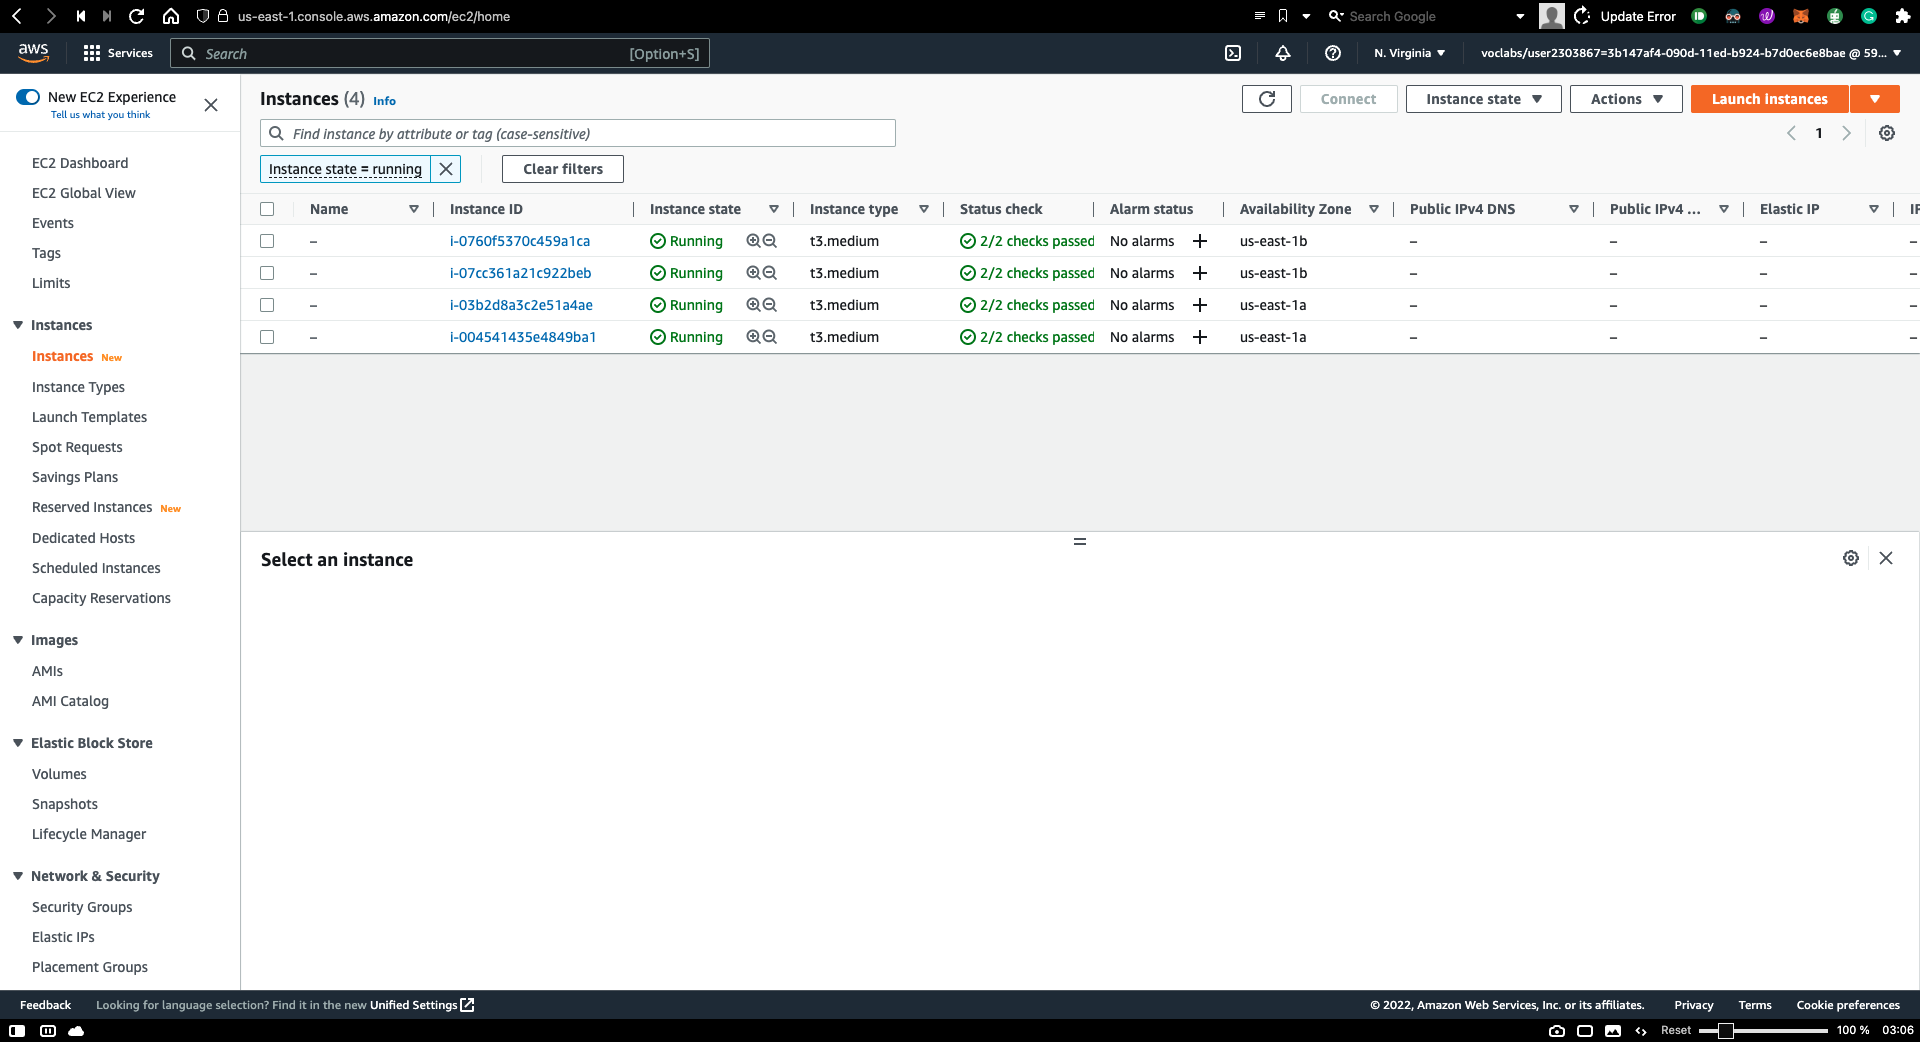 us-east-1.console.aws.amazon.com/ec2/home
Search Google
Update Error
aws
Services
Search
[Option+S]
N. Virginia
voclabs/user2303867=3b147af4-090d-11ed-b924-b7d0ec6e8bae @ 59...
New EC2 Experience
Tell us what you think
EC2 Dashboard
EC2 Global View
Events
Tags
Limits
Instances
Instances New
Instance Types
Launch Templates
Spot Requests
Savings Plans
Reserved Instances New
Dedicated Hosts
Scheduled Instances
Capacity Reservations
Images
AMIs
AMI Catalog
Elastic Block Store
Volumes
Snapshots
Lifecycle Manager
Network & Security
Security Groups
Elastic IPs
Placement Groups
Instances (4) Info
Connect
Instance state
Actions
Launch instances
Find instance by attribute or tag (case-sensitive)
1
Instance state = running
Clear filters
Name Instance ID Instance state Instance type Status check Alarm status Availability Zone Public IPv4 DNS Public IPv4 ... Elastic IP
– i-0760f5370c459a1ca Running t3.medium 2/2 checks passed No alarms us-east-1b – – – –
– i-07cc361a21c922beb Running t3.medium 2/2 checks passed No alarms us-east-1b – – – –
– i-03b2d8a3c2e51a4ae Running t3.medium 2/2 checks passed No alarms us-east-1a – – – –
– i-004541435e4849ba1 Running t3.medium 2/2 checks passed No alarms us-east-1a – – – –
Select an instance
Feedback Looking for language selection? Find it in the new Unified Settings
© 2022, Amazon Web Services, Inc. or its affiliates. Privacy Terms Cookie preferences
Reset 100 % 03:06